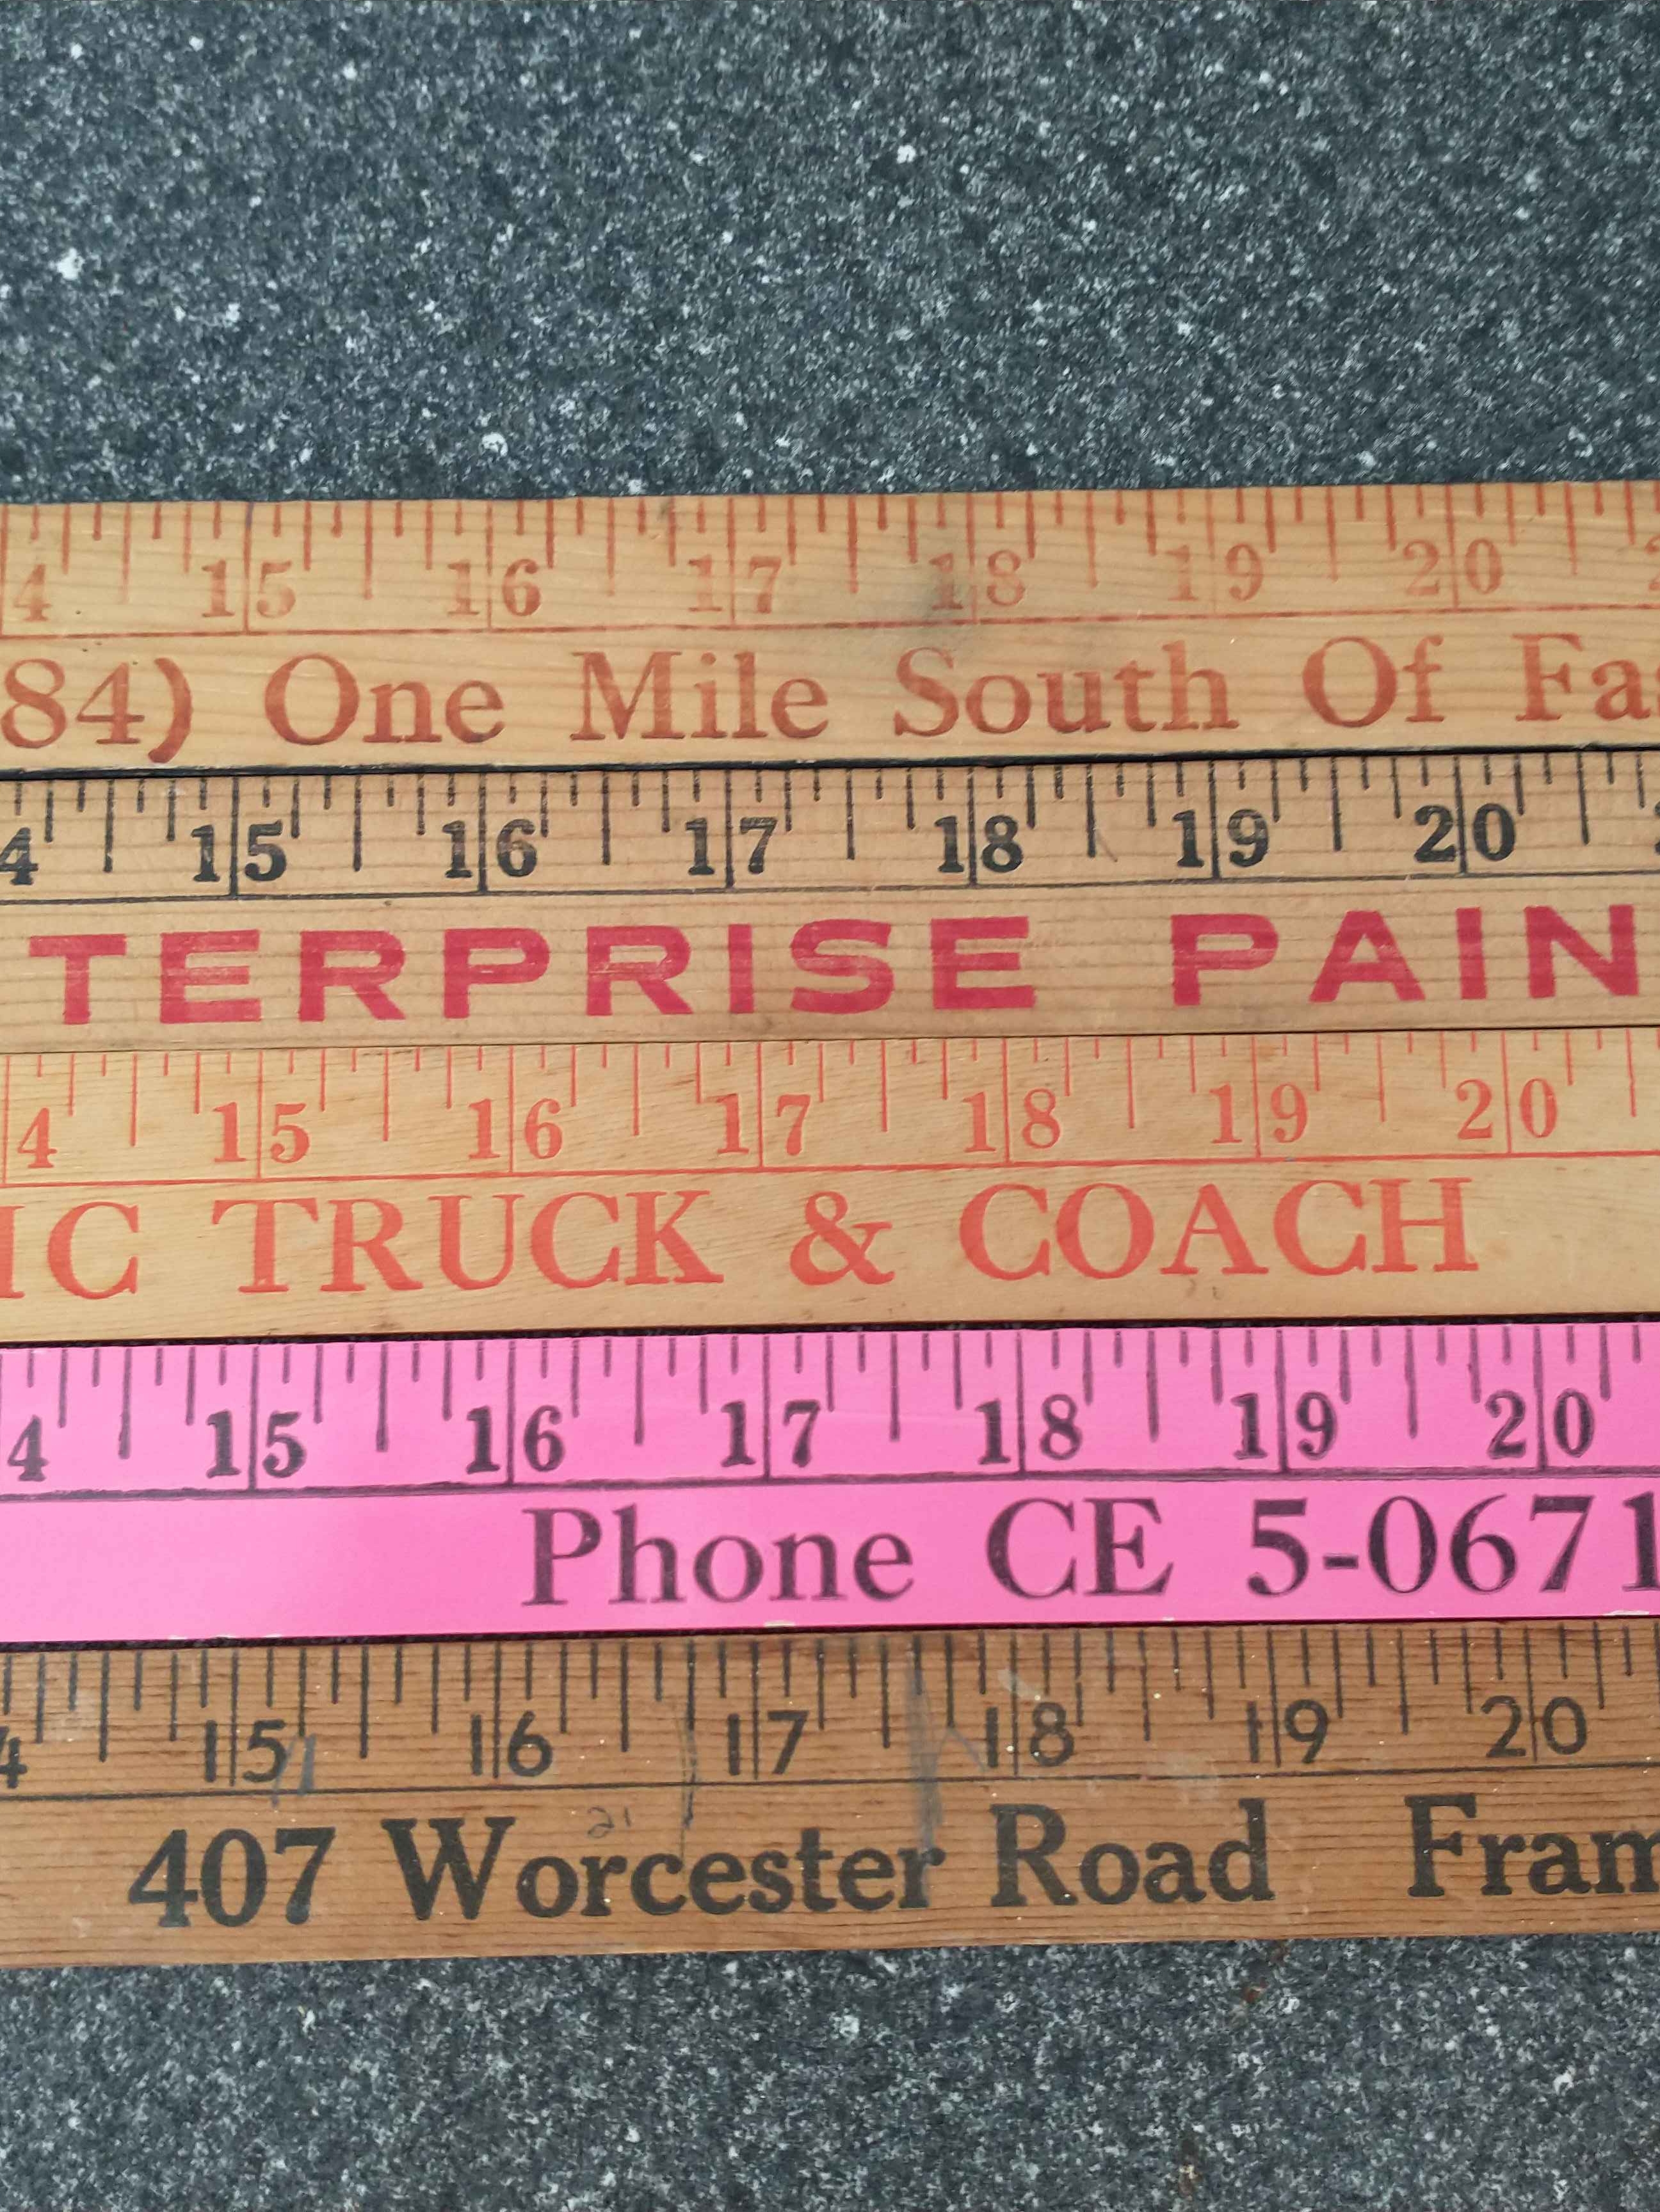 4 15 16 17 18 19 20
84) One Mile South Of Fa
4 15 16 17 18 19 20
TERPRISE PAIN
4 15 16 17 18 19 20
IC TRUCK & COACH
4 15 16 17 18 19 20
Phone CE 5-0671
4 15 16 17 18 19 20
21
407 Worcester Road Fram